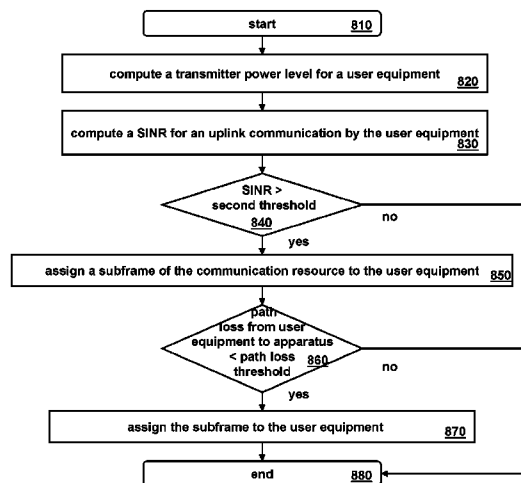 start 810
compute a transmitter power level for a user equipment
820
compute a SINR for an uplink communication by the user equipment
830
SINR >
second threshold
840
no
yes
assign a subframe of the communication resource to the user equipment 850
path
loss from user
equipment to apparatus
< path loss 860
threshold
no
yes
assign the subframe to the user equipment 870
end 880